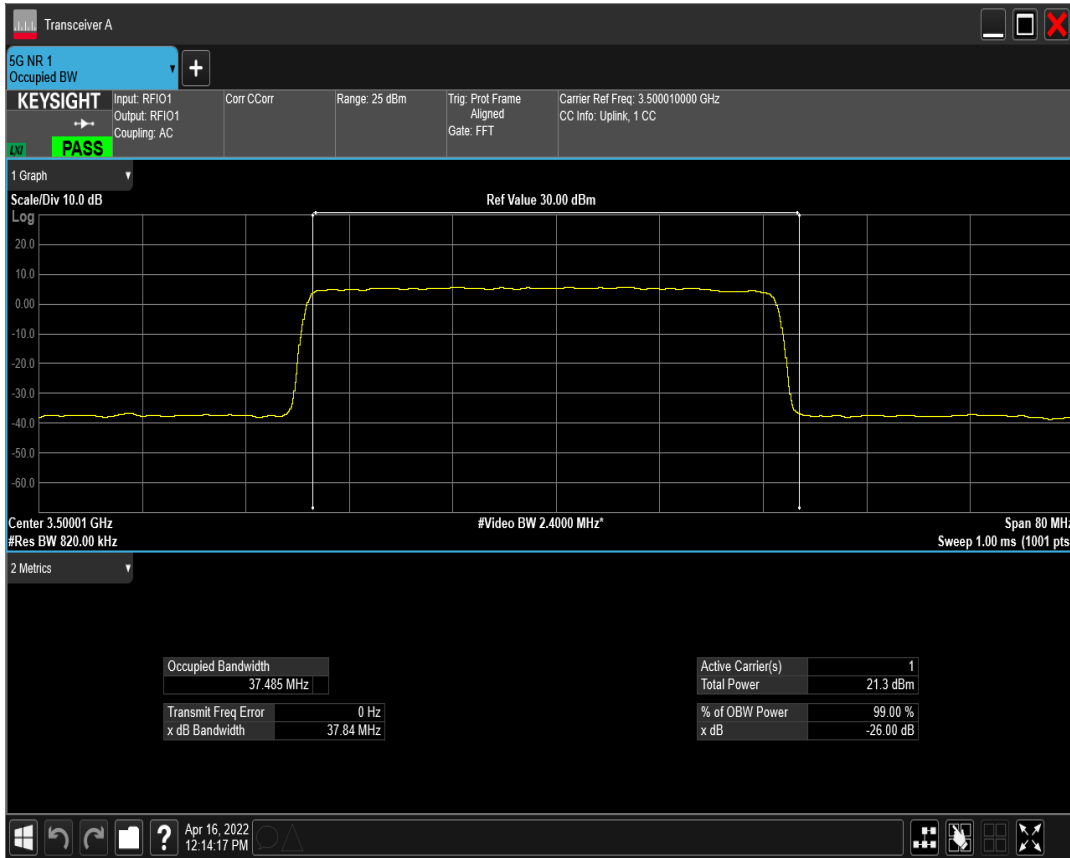 Transceiver A
5G NR 1
Occupied BW
+
KEYSIGHT
LXI
PASS
Input: RFIO1
Output: RFIO1
Coupling: AC
Corr CCorr
Range: 25 dBm
Trig: Prot Frame
Aligned
Gate: FFT
Carrier Ref Freq: 3.500010000 GHz
CC Info: Uplink, 1 CC
1 Graph
Scale/Div 10.0 dB
Ref Value 30.00 dBm
Log
20.0
10.0
0.00
-10.0
-20.0
-30.0
-40.0
-50.0
-60.0
Center 3.50001 GHz
#Video BW 2.4000 MHz*
Span 80 MHz
#Res BW 820.00 kHz
Sweep 1.00 ms (1001 pts
2 Metrics
Occupied Bandwidth
37.485 MHz
Transmit Freq Error 0 Hz
x dB Bandwidth 37.84 MHz
Active Carrier(s) 1
Total Power 21.3 dBm
% of OBW Power 99.00 %
x dB -26.00 dB
?
Apr 16, 2022
12:14:17 PM